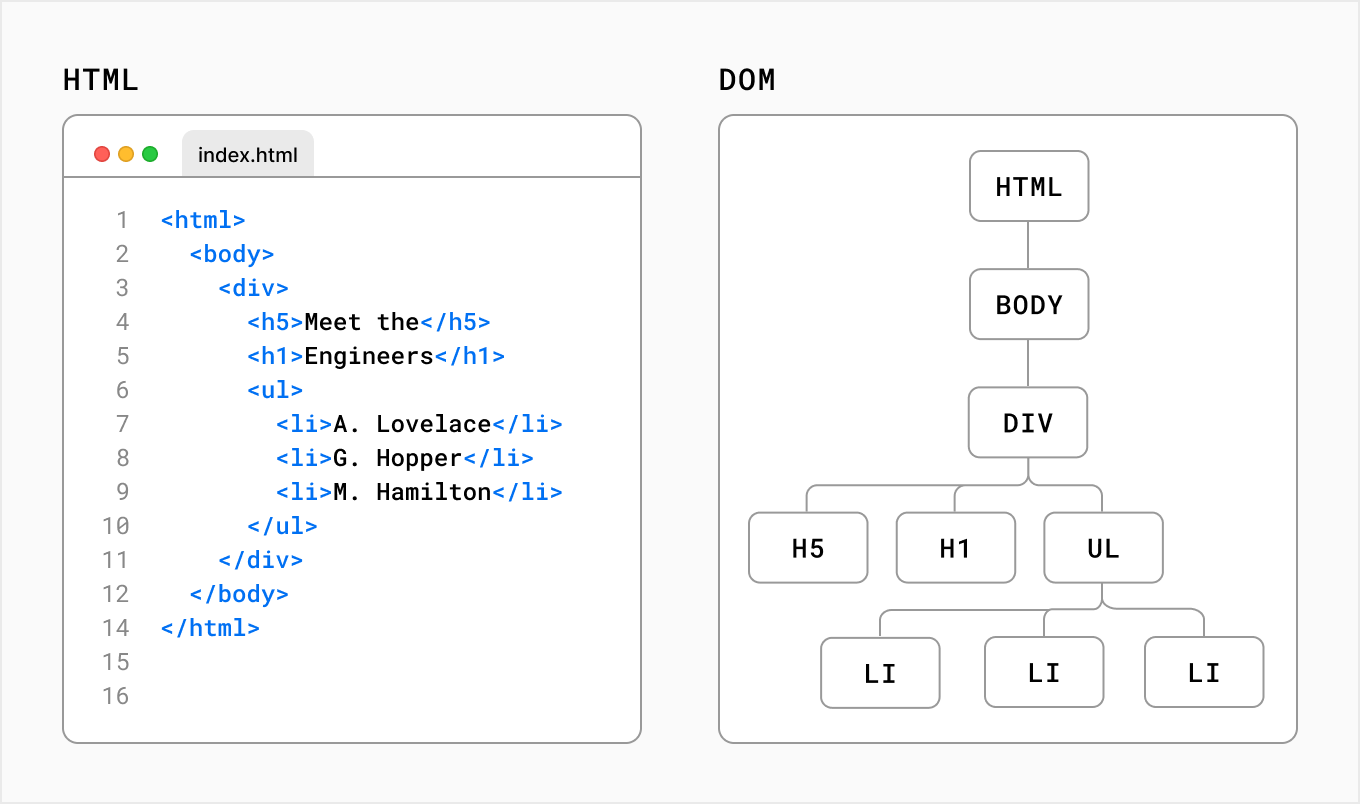 HTML
index.html
1 <html>
2 <body>
3 <div>
4 <h5>Meet the</h5>
5 <h1>Engineers</h1>
6 <ul>
7 <li>A. Lovelace</li>
8 <li>G. Hopper</li>
9 <li>M. Hamilton</li>
10 </ul>
11 </div>
12 </body>
14 </html>
15
16
DOM
HTML
BODY
DIV
H5 H1 UL
LI LI LI